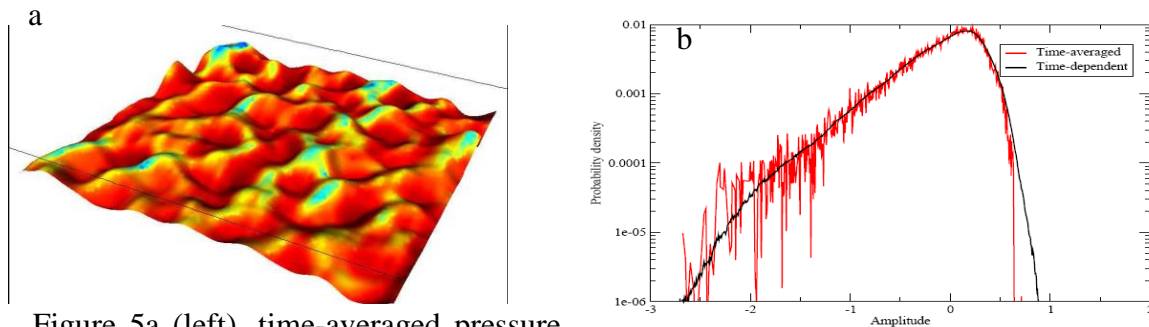 a
b
0.01
Time-averaged
Time-dependent
0.001
0.0001
1e-05
1e-06
Probability density
-3 -2 -1 0 1 2
Amplitude
Figure 5a (left), time-averaged pressure